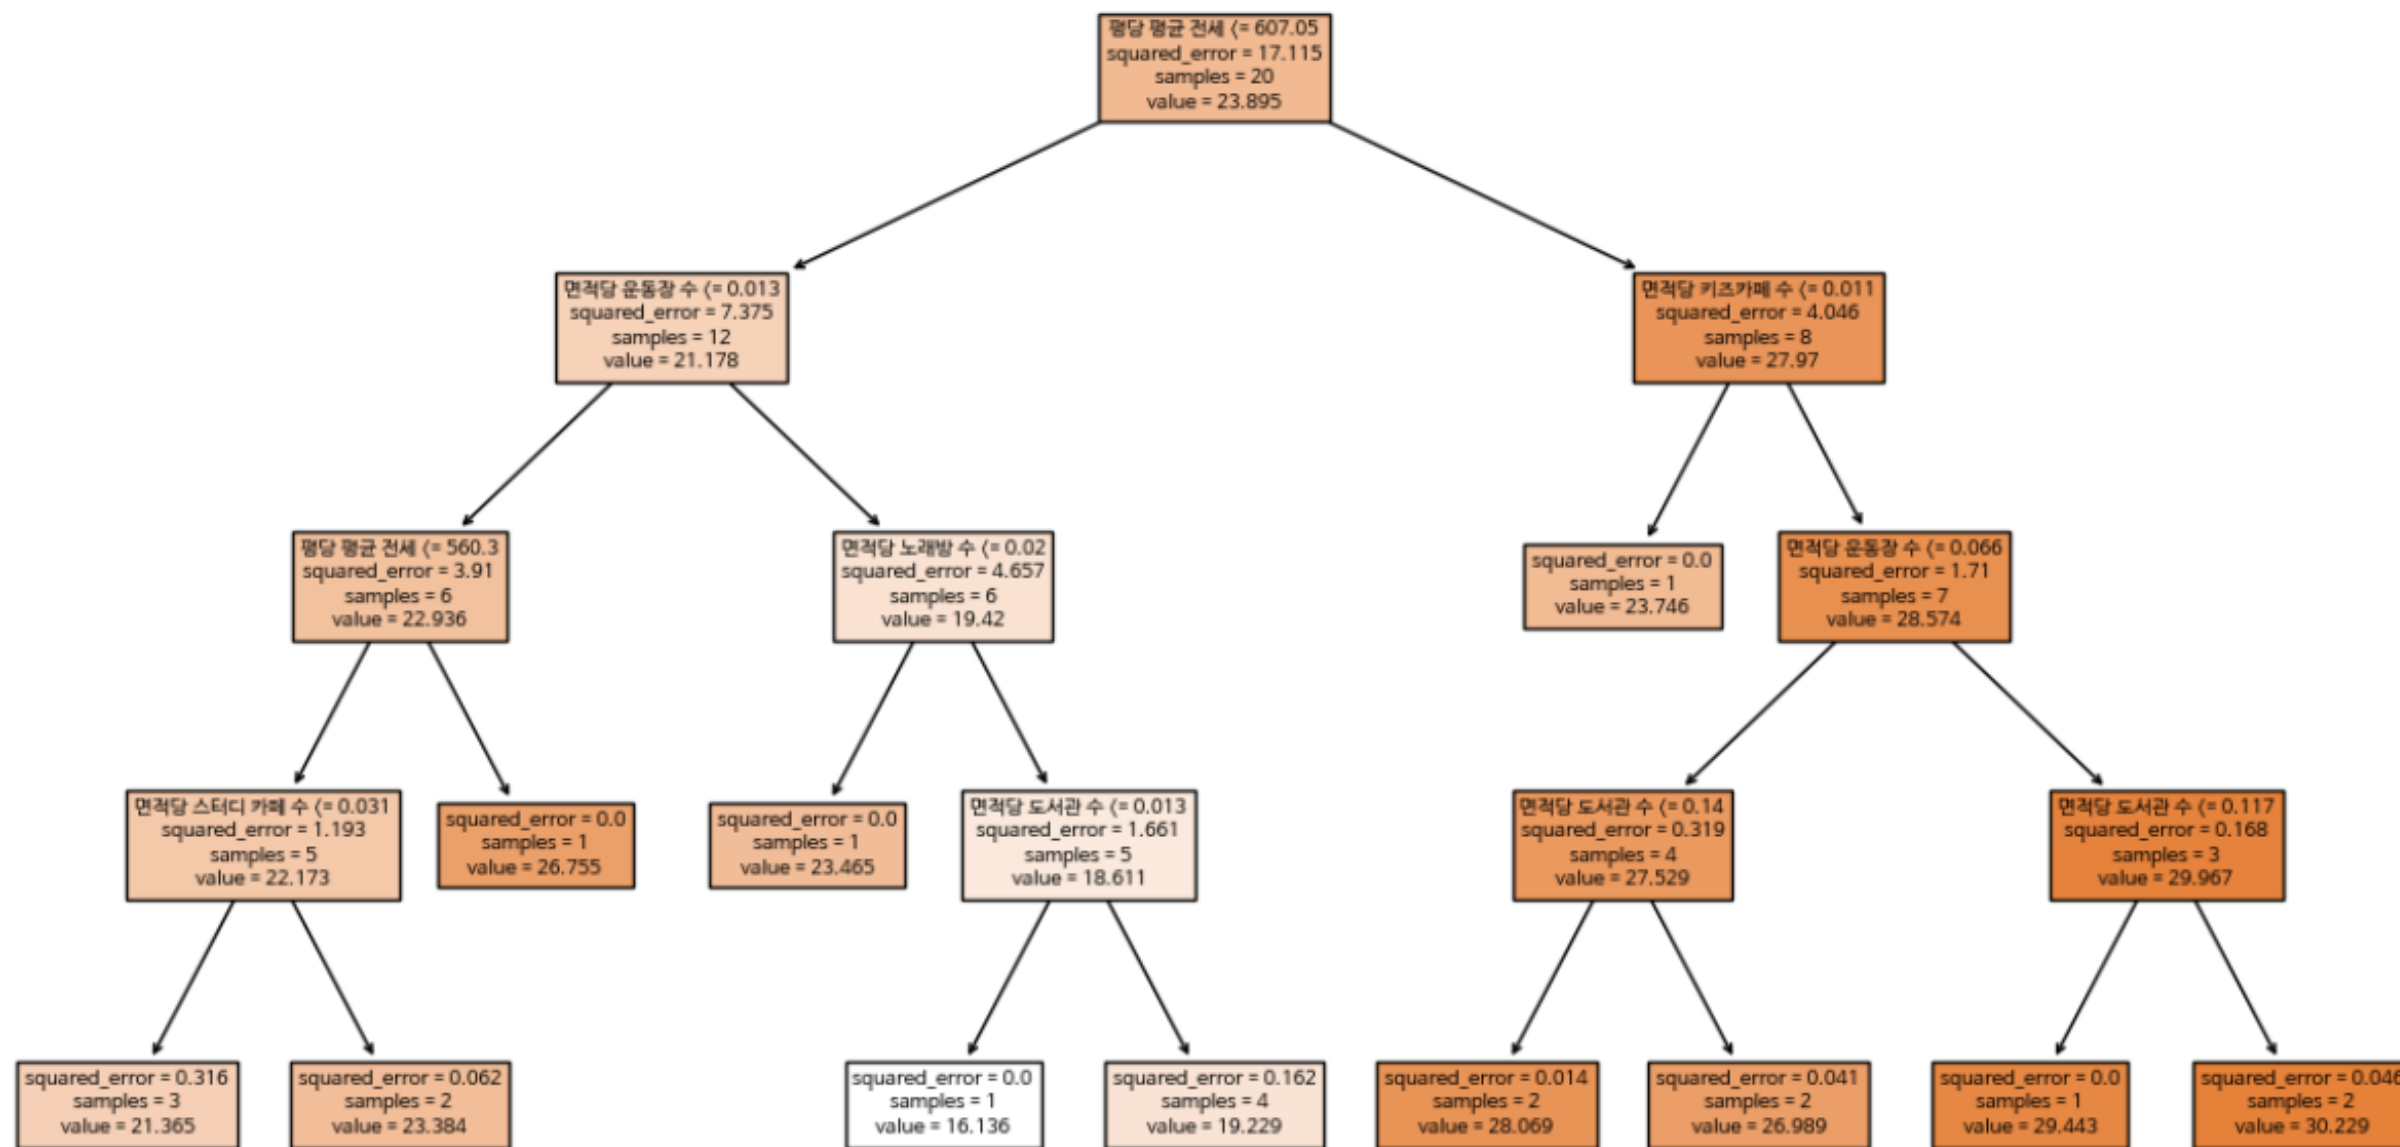 평당 평균 전세 <= 607.05
squared_error = 17.115
samples = 20
value = 23.895
면적당 운동장 수 <= 0.013
squared_error = 7.375
samples = 12
value = 21.178
면적당 키즈카페 수 <= 0.011
squared_error = 4.046
samples = 8
value = 27.97
평당 평균 전세 <= 560.3
squared_error = 3.91
samples = 6
value = 22.936
면적당 노래방 수 <= 0.02
squared_error = 4.657
samples = 6
value = 19.42
squared_error = 0.0
samples = 1
value = 23.746
면적당 운동장 수 <= 0.066
squared_error = 1.71
samples = 7
value = 28.574
면적당 스터디 카페 수 <= 0.031
squared_error = 1.193
samples = 5
value = 22.173
squared_error = 0.0
samples = 1
value = 26.755
squared_error = 0.0
samples = 1
value = 23.465
면적당 도서관 수 <= 0.013
squared_error = 1.661
samples = 5
value = 18.611
면적당 도서관 수 <= 0.14
squared_error = 0.319
samples = 4
value = 27.529
면적당 도서관 수 <= 0.117
squared_error = 0.168
samples = 3
value = 29.967
squared_error = 0.316
samples = 3
value = 21.365
squared_error = 0.062
samples = 2
value = 23.384
squared_error = 0.0
samples = 1
value = 16.136
squared_error = 0.162
samples = 4
value = 19.229
squared_error = 0.014
samples = 2
value = 28.069
squared_error = 0.041
samples = 2
value = 26.989
squared_error = 0.0
samples = 1
value = 29.443
squared_error = 0.046
samples = 2
value = 30.229